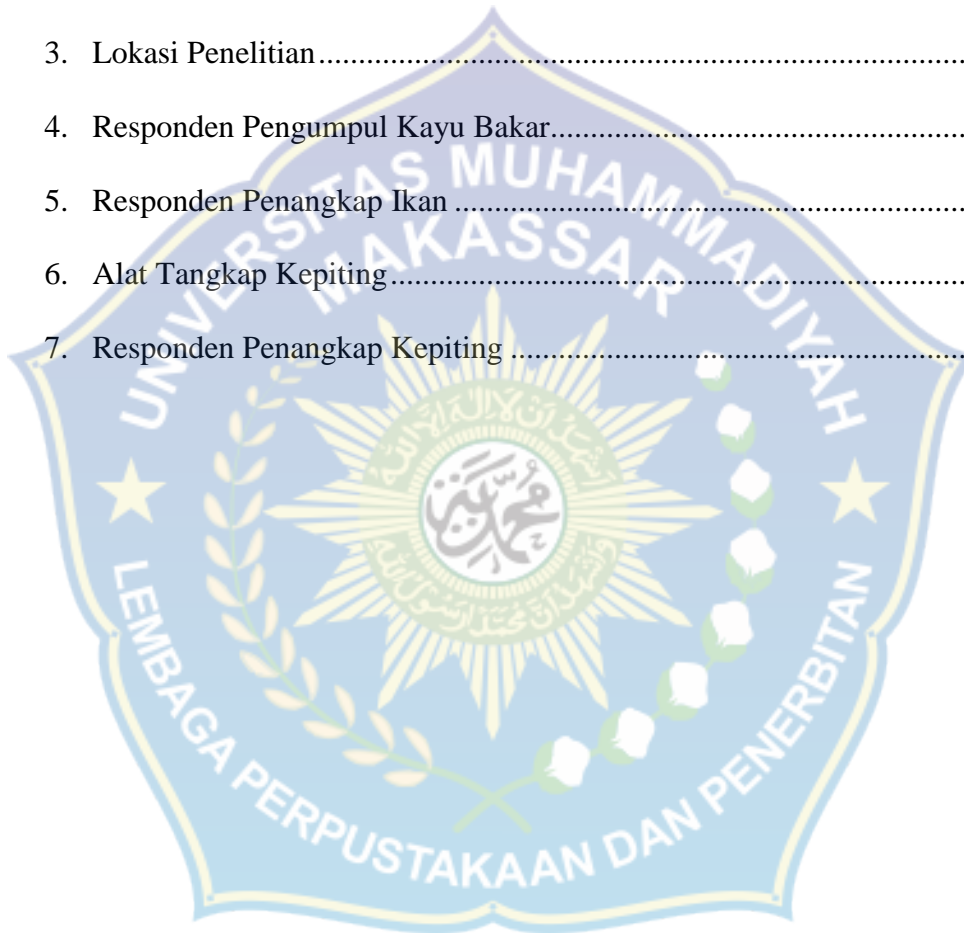 3. Lokasi Penelitian........................................................................................
4. Responden Pengumpul Kayu Bakar.......................................................
5. Responden Penangkap Ikan...................................................................
6. Alat Tangkap Kepiting...........................................................................
7. Responden Penangkap Kepiting............................................................
UNIVERSITAS MUHAMMADIYAH
MAKASSAR
LEMBAGA PERPUSTAKAAN DAN PENERBITAN